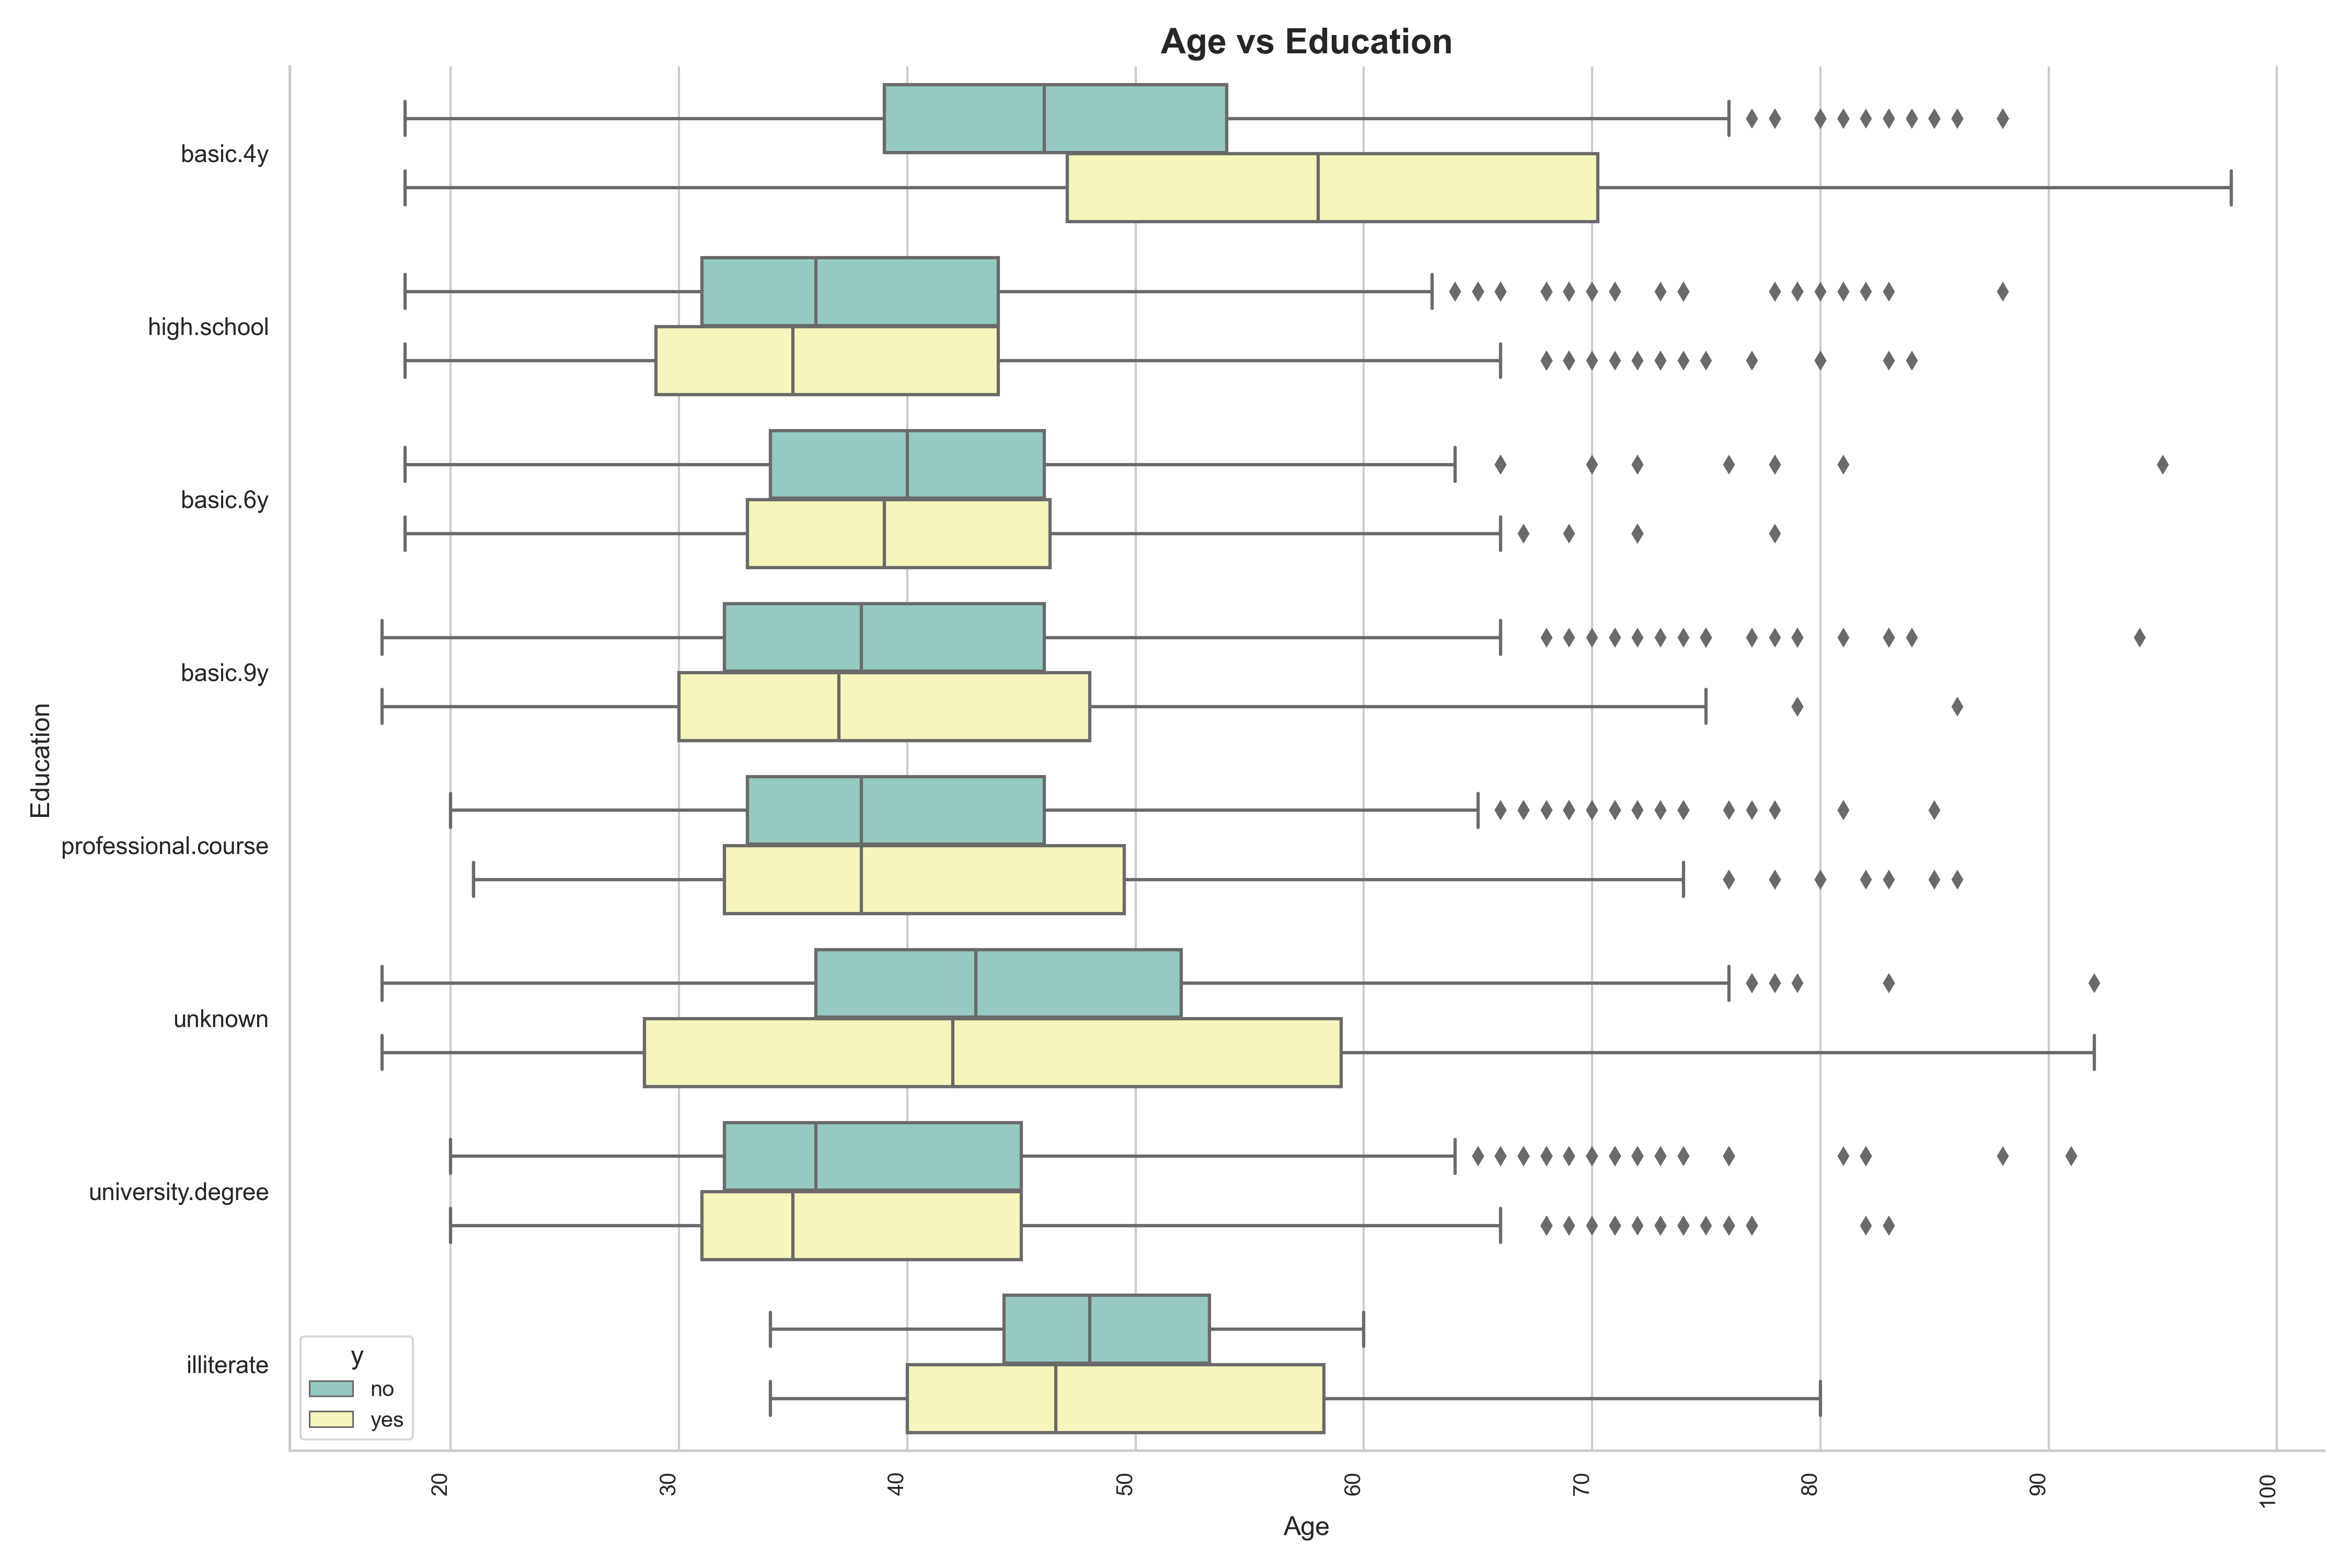 Age vs Education
basic.4y
high.school
basic.6y
basic.9y
professional.course
unknown
university.degree
illiterate
Education
y
no
yes
20
30
40
50
60
70
80
90
100
Age